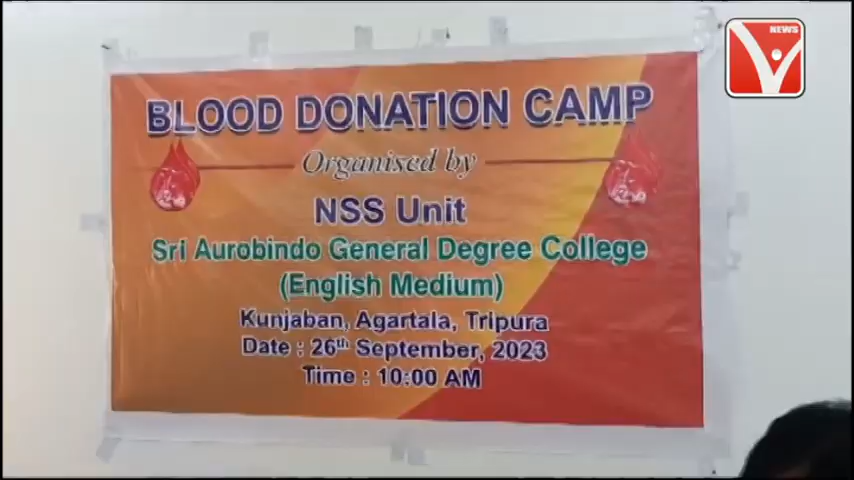 NEWS
BLOOD DONATION CAMP
Organised by
NSS Unit
Sri Aurobindo General Degree College
(English Medium)
Kunjaban, Agartala, Tripura
Date : 26th September, 2023
Time : 10:00 AM